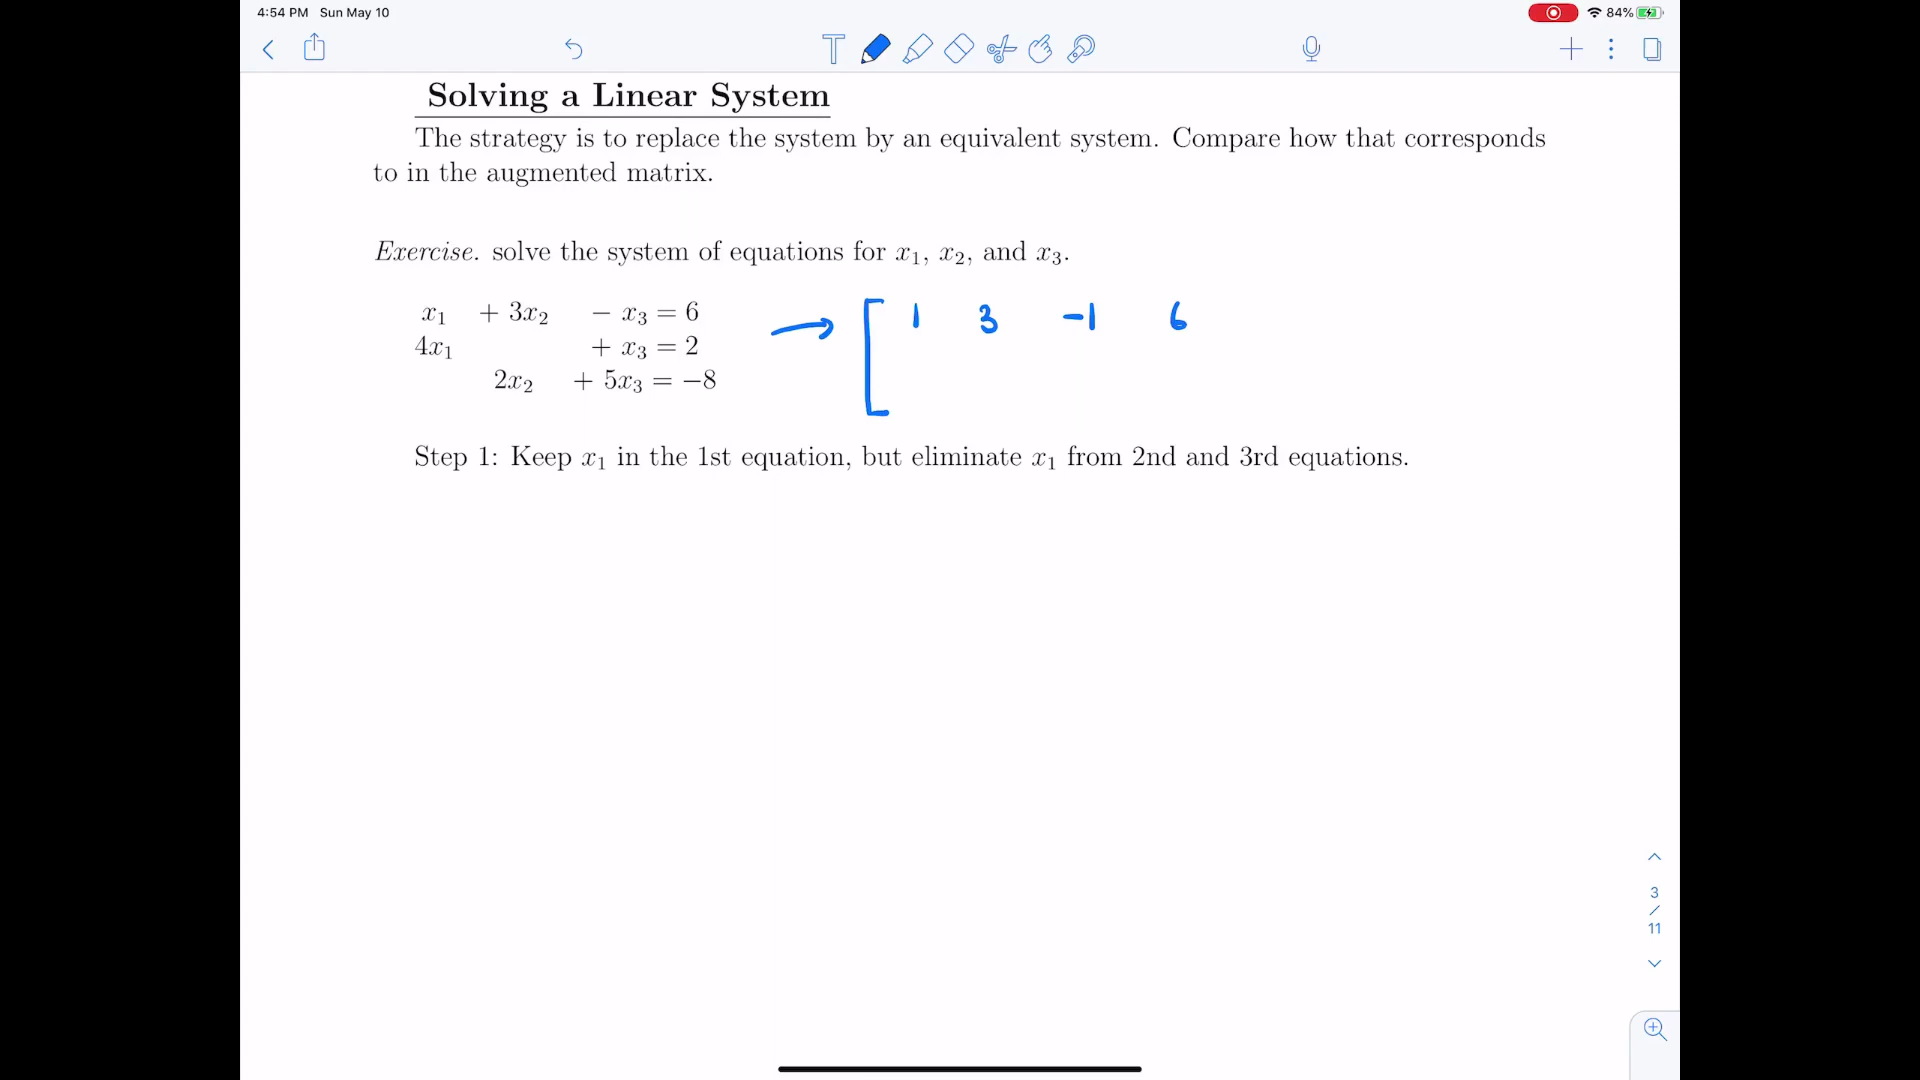 4:54 PM Sun May 10
84%
Solving a Linear System
The strategy is to replace the system by an equivalent system. Compare how that corresponds
to in the augmented matrix.
Exercise. solve the system of equations for x₁, x₂, and x₃.
x₁ + 3x₂ − x₃ = 6 → [ 1 3 -1 6
4x₁ + x₃ = 2
2x₂ + 5x₃ = −8
Step 1: Keep x₁ in the 1st equation, but eliminate x₁ from 2nd and 3rd equations.
3
/
11